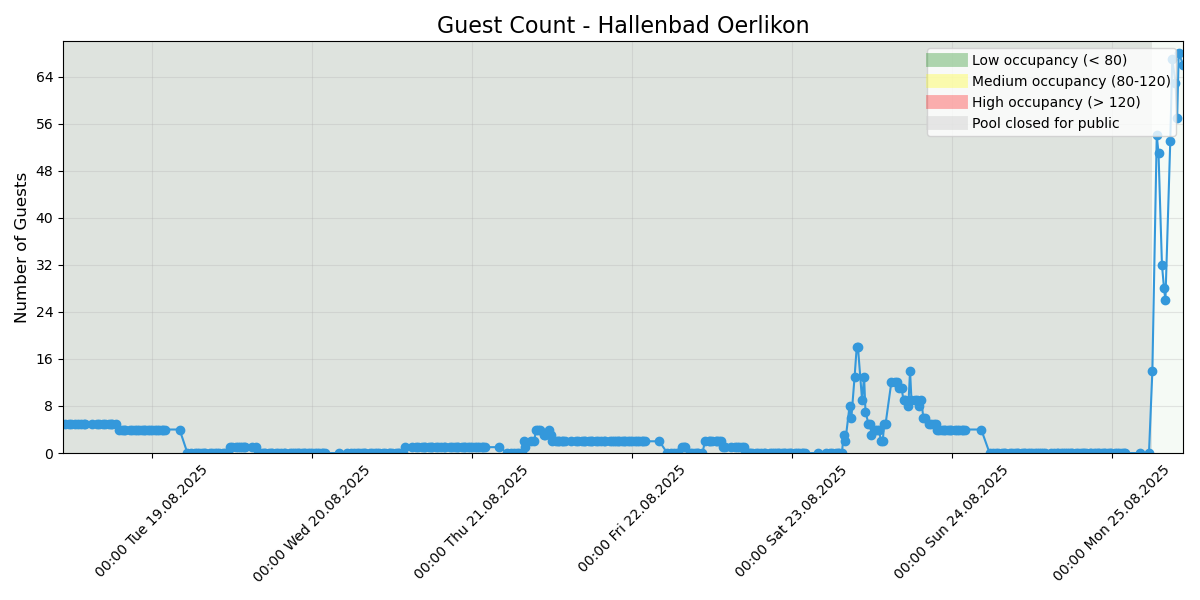 Guest Count - Hallenbad Oerlikon
Low occupancy (< 80)
Medium occupancy (80-120)
High occupancy (> 120)
Pool closed for public
Number of Guests
64
56
48
40
32
24
16
8
0
00:00 Tue 19.08.2025
00:00 Wed 20.08.2025
00:00 Thu 21.08.2025
00:00 Fri 22.08.2025
00:00 Sat 23.08.2025
00:00 Sun 24.08.2025
00:00 Mon 25.08.2025